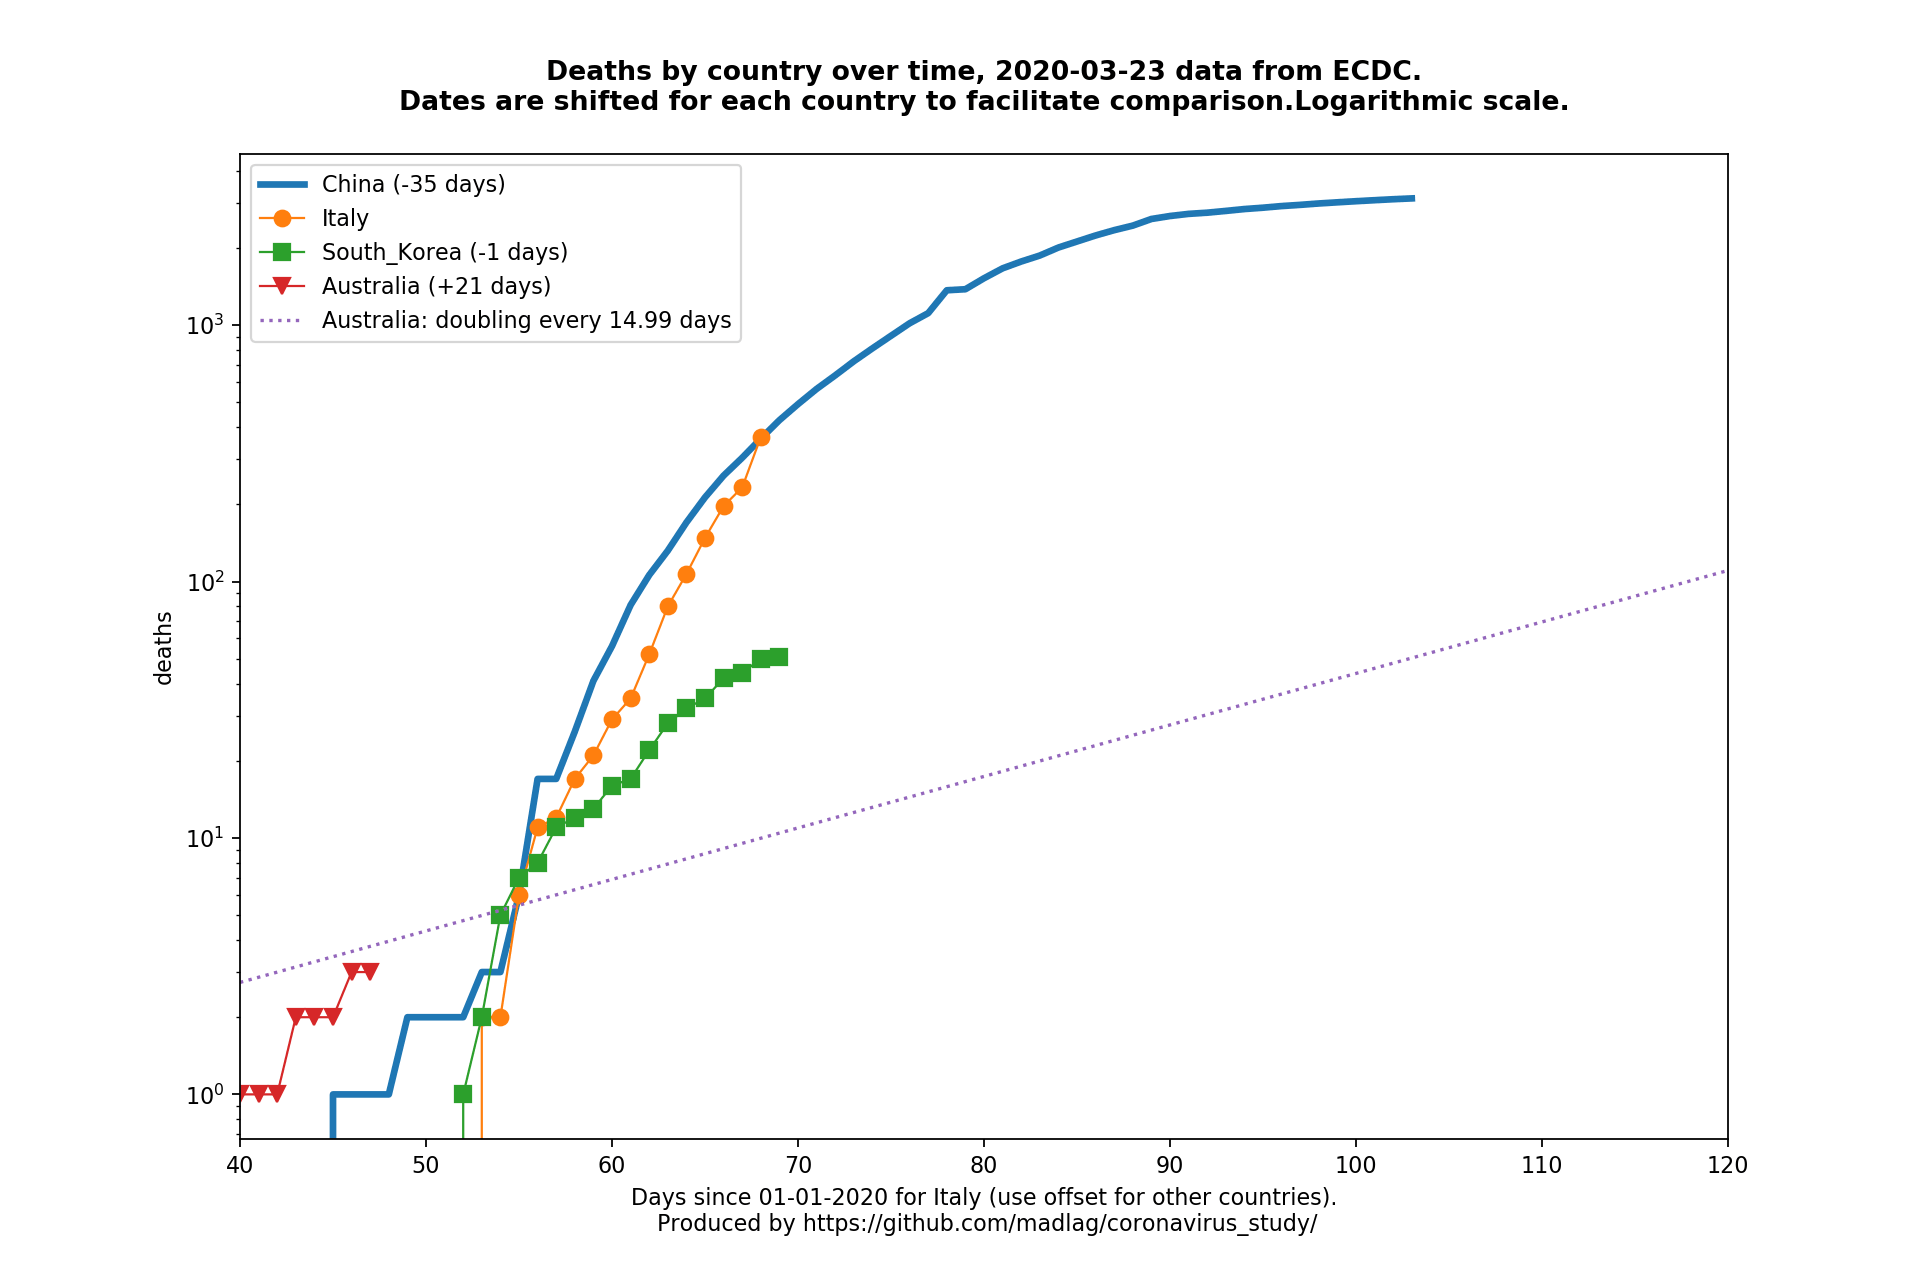 Deaths by country over time, 2020-03-23 data from ECDC.
Dates are shifted for each country to facilitate comparison.Logarithmic scale.
China (-35 days)
Italy
South_Korea (-1 days)
Australia (+21 days)
Australia: doubling every 14.99 days
10³
10²
10¹
10⁰
deaths
40 50 60 70 80 90 100 110 120
Days since 01-01-2020 for Italy (use offset for other countries).
Produced by https://github.com/madlag/coronavirus_study/